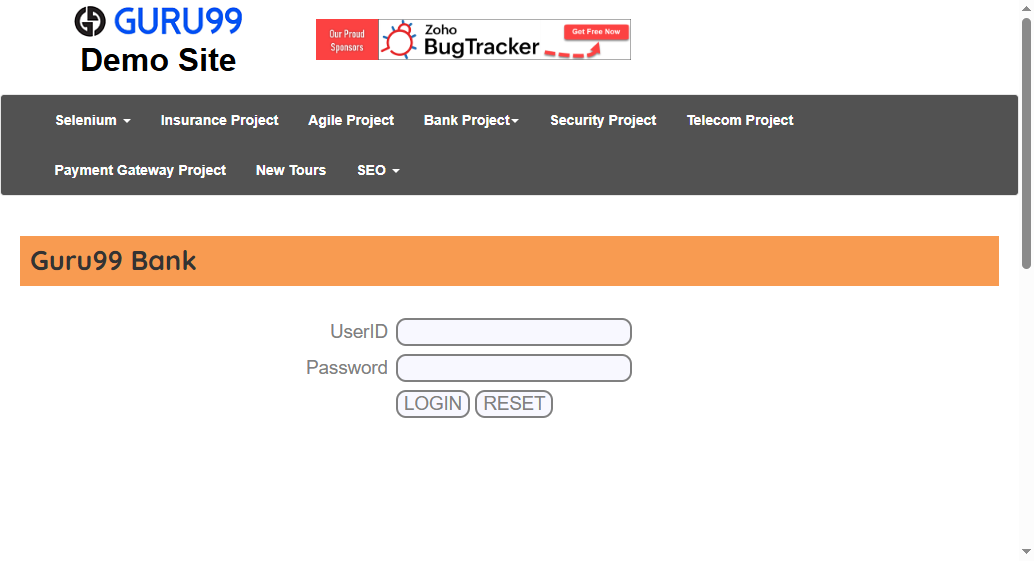 GURU99
Demo Site
Our Proud
Sponsors
Zoho
BugTracker
Get Free Now
Selenium Insurance Project Agile Project Bank Project Security Project Telecom Project
Payment Gateway Project New Tours SEO
Guru99 Bank
UserID
Password
LOGIN RESET